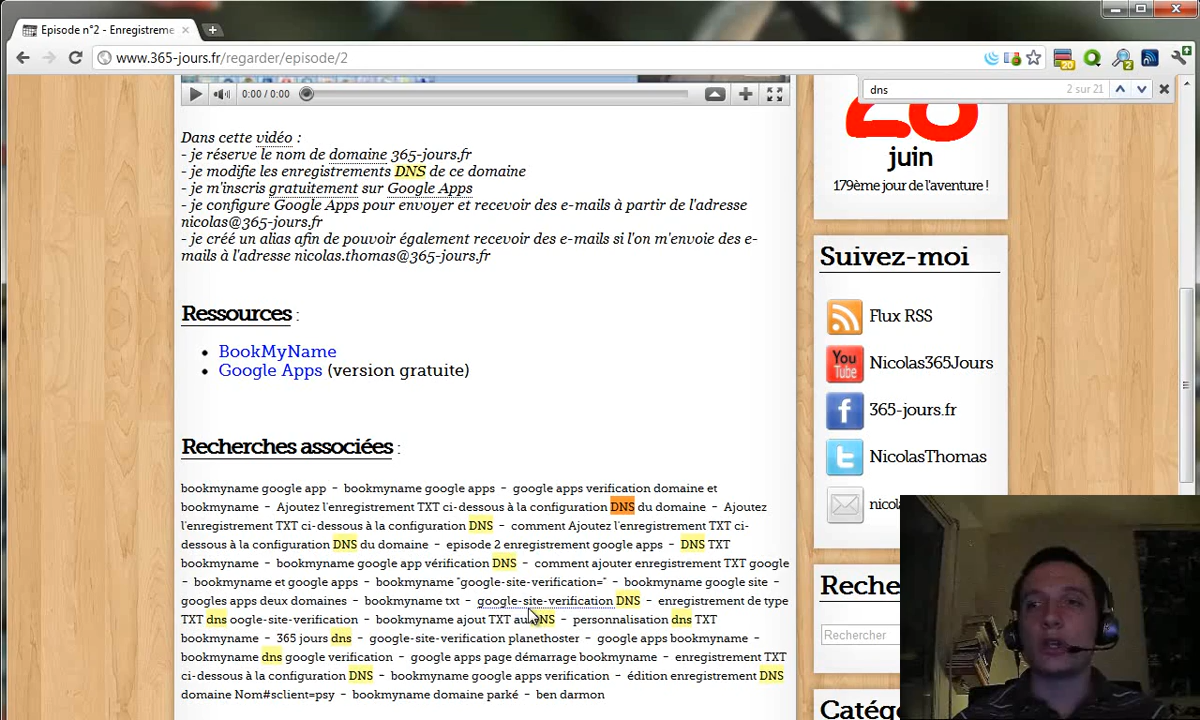 Episode n°2 - Enregistreme
www.365-jours.fr/regarder/episode/2
20
2
dns
2 sur 21
0:00 / 0:00
Dans cette vidéo :
- je réserve le nom de domaine 365-jours.fr
- je modifie les enregistrements DNS de ce domaine
- je m'inscris gratuitement sur Google Apps
- je configure Google Apps pour envoyer et recevoir des e-mails à partir de l'adresse
nicolas@365-jours.fr
- je créé un alias afin de pouvoir également recevoir des e-mails si l'on m'envoie des e-
mails à l'adresse nicolas.thomas@365-jours.fr
Ressources :
• BookMyName
• Google Apps (version gratuite)
Recherches associées :
bookmyname google app - bookmyname google apps - google apps verification domaine et
bookmyname - Ajoutez l'enregistrement TXT ci-dessous à la configuration DNS du domaine - Ajoutez
l'enregistrement TXT ci-dessous à la configuration DNS - comment Ajoutez l'enregistrement TXT ci-
dessous à la configuration DNS du domaine - episode 2 enregistrement google apps - DNS TXT
bookmyname - bookmyname google app vérification DNS - comment ajouter enregistrement TXT google
- bookmyname et google apps - bookmyname "google-site-verification=" - bookmyname google site -
googles apps deux domaines - bookmyname txt - google-site-verification DNS - enregistrement de type
TXT dns oogle-site-verification - bookmyname ajout TXT au DNS - personnalisation dns TXT
bookmyname - 365 jours dns - google-site-verification planethoster - google apps bookmyname -
bookmyname dns google verification - google apps page démarrage bookmyname - enregistrement TXT
ci-dessous à la configuration DNS - bookmyname google apps verification - édition enregistrement DNS
domaine Nom#sclient=psy - bookmyname domaine parké - ben darmon
28
juin
179ème jour de l'aventure !
Suivez-moi
Flux RSS
You Tube
Nicolas365Jours
365-jours.fr
NicolasThomas
nicol
Reche
Rechercher
Catégo